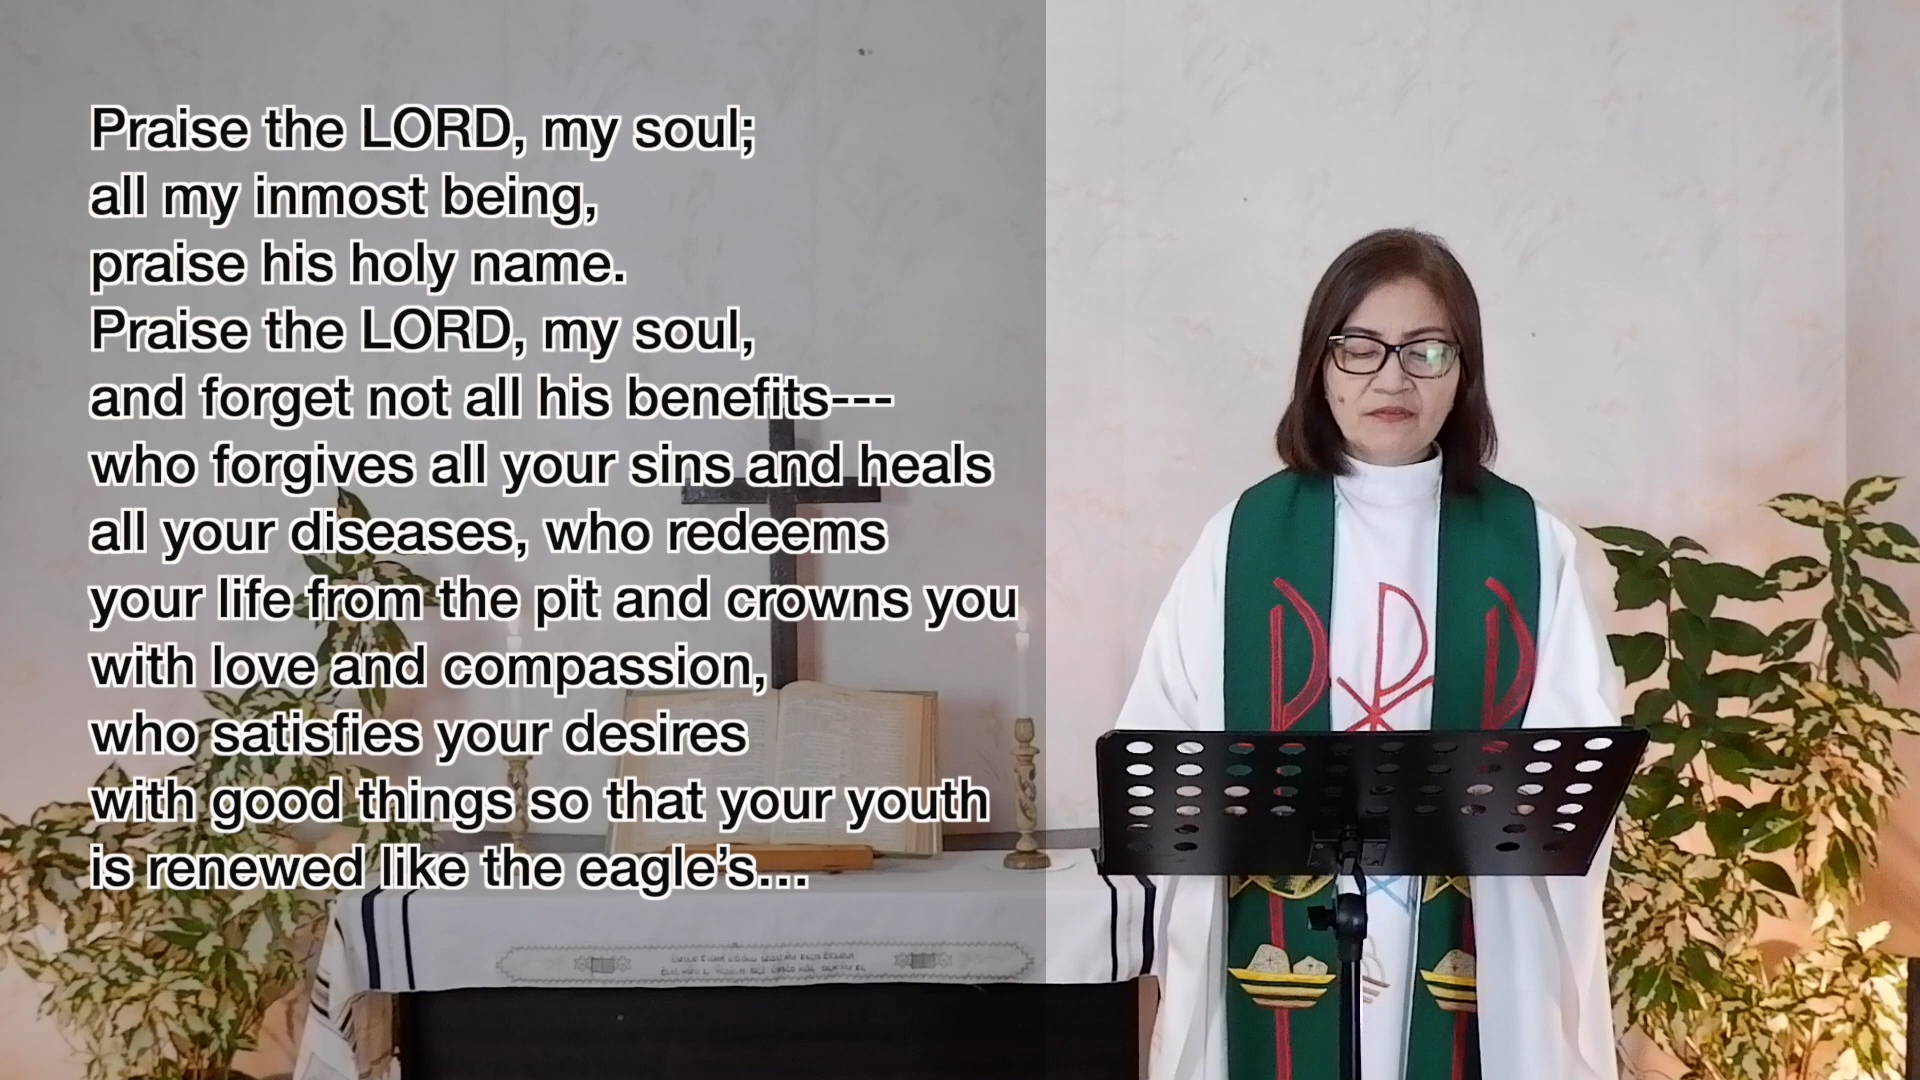 Praise the LORD, my soul;
all my inmost being,
praise his holy name.
Praise the LORD, my soul,
and forget not all his benefits---
who forgives all your sins and heals
all your diseases, who redeems
your life from the pit and crowns you
with love and compassion,
who satisfies your desires
with good things so that your youth
is renewed like the eagle’s...